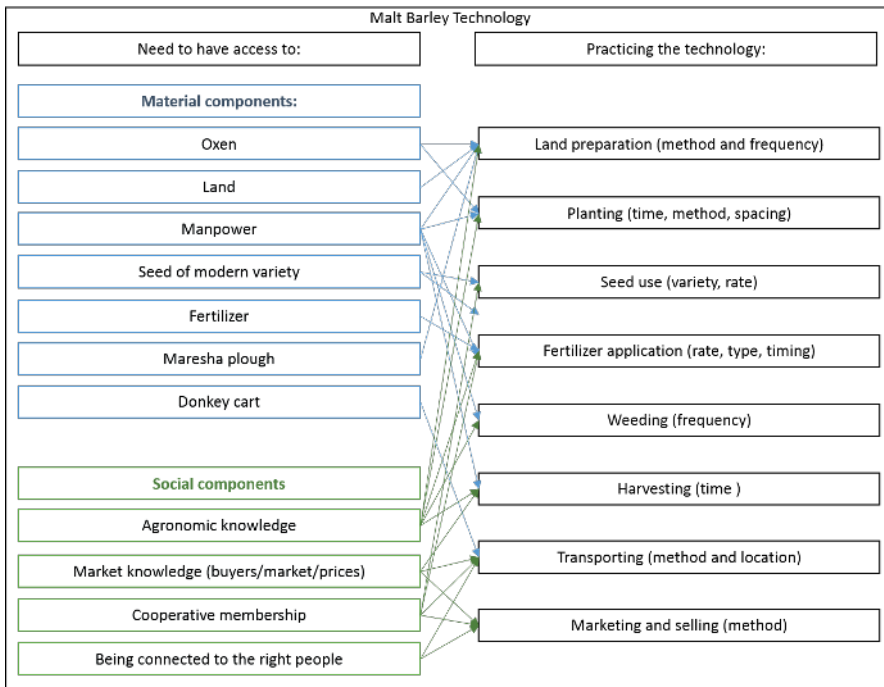 Malt Barley Technology
Need to have access to:
Practicing the technology:
Material components:
Oxen
Land
Manpower
Seed of modern variety
Fertilizer
Maresha plough
Donkey cart
Social components
Agronomic knowledge
Market knowledge (buyers/market/prices)
Cooperative membership
Being connected to the right people
Land preparation (method and frequency)
Planting (time, method, spacing)
Seed use (variety, rate)
Fertilizer application (rate, type, timing)
Weeding (frequency)
Harvesting (time )
Transporting (method and location)
Marketing and selling (method)